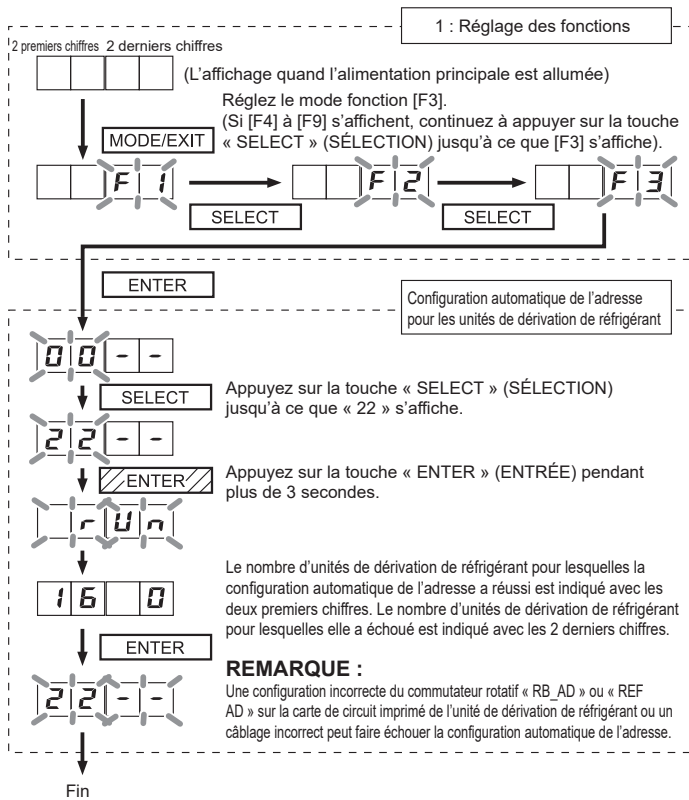 1 : Réglage des fonctions
2 premiers chiffres 2 derniers chiffres
(L'affichage quand l'alimentation principale est allumée)
Réglez le mode fonction [F3].
(Si [F4] à [F9] s'affichent, continuez à appuyer sur la touche
MODE/EXIT « SELECT » (SÉLECTION) jusqu'à ce que [F3] s'affiche).
F 1 F 2 F 3
SELECT SELECT
ENTER
Configuration automatique de l'adresse
pour les unités de dérivation de réfrigérant
0 0 - -
SELECT
Appuyez sur la touche « SELECT » (SÉLECTION)
jusqu'à ce que « 22 » s'affiche.
2 2 - -
ENTER
Appuyez sur la touche « ENTER » (ENTRÉE) pendant
plus de 3 secondes.
r U n
Le nombre d'unités de dérivation de réfrigérant pour lesquelles la
configuration automatique de l'adresse a réussi est indiqué avec les
deux premiers chiffres. Le nombre d'unités de dérivation de réfrigérant
pour lesquelles elle a échoué est indiqué avec les 2 derniers chiffres.
1 6 0
ENTER
REMARQUE :
Une configuration incorrecte du commutateur rotatif « RB_AD » ou « REF
AD » sur la carte de circuit imprimé de l'unité de dérivation de réfrigérant ou un
câblage incorrect peut faire échouer la configuration automatique de l'adresse.
2 2 - -
Fin